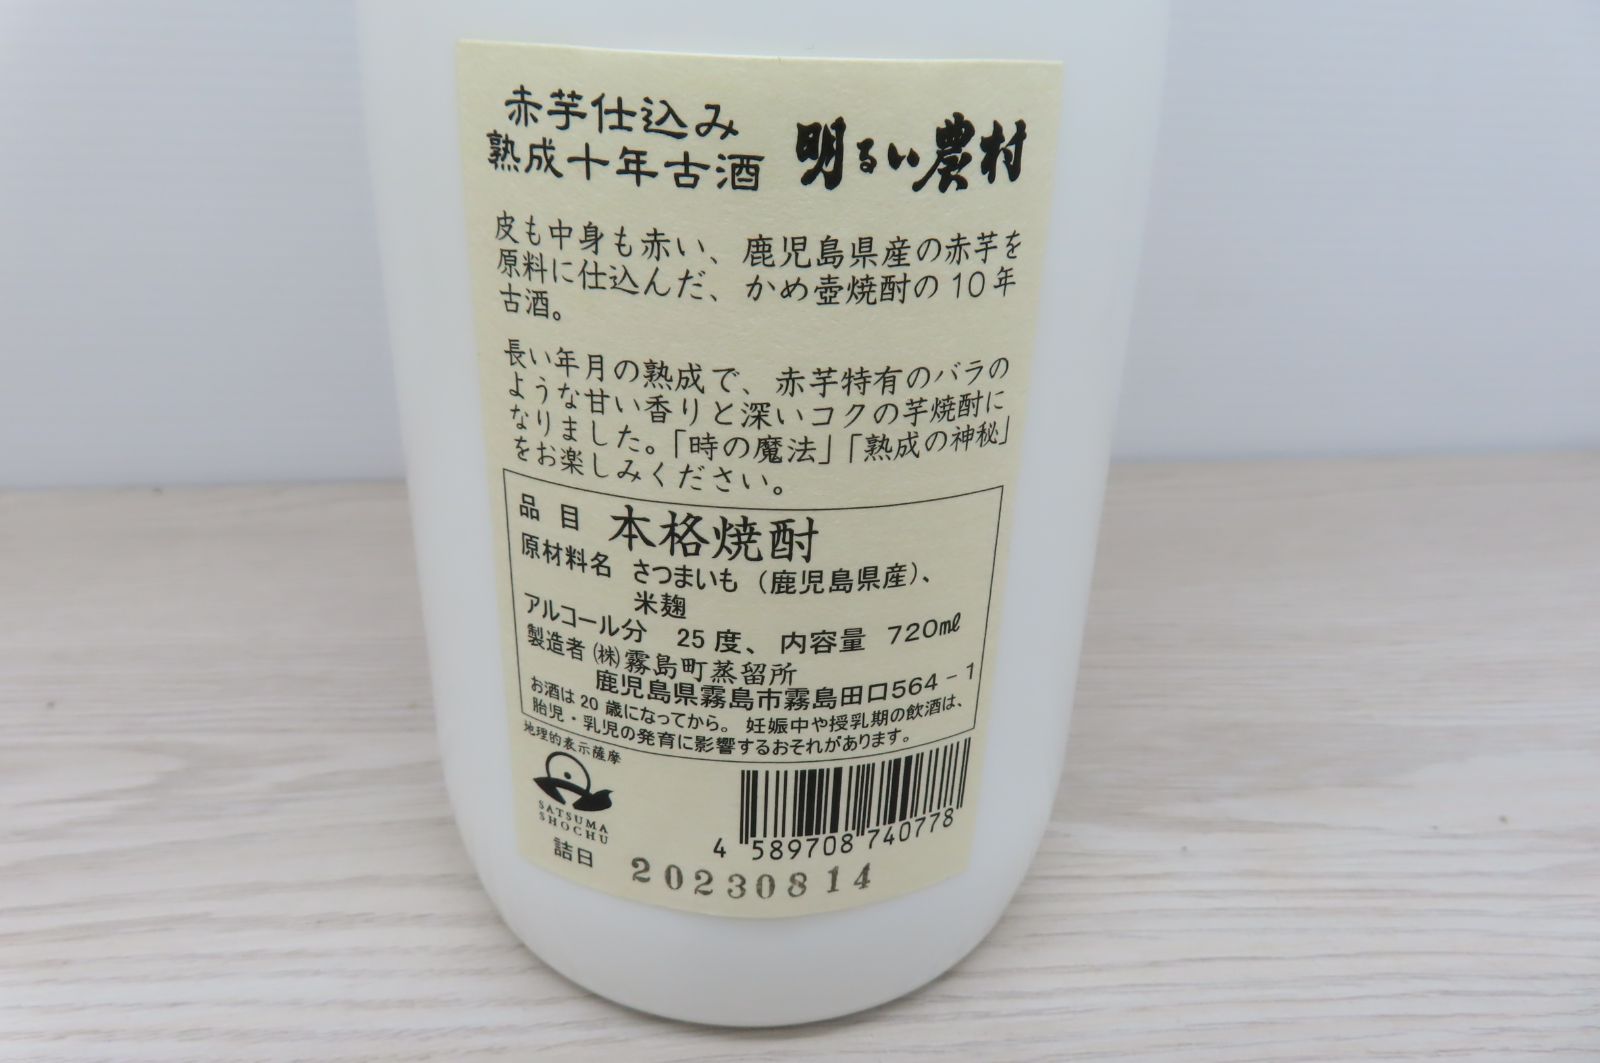 赤芋仕込み
熟成十年古酒
明るい農村
皮も中身も赤い、鹿児島県産の赤芋を
原料に仕込んだ、かめ壺焼酎の10年
古酒。
長い年月の熟成で、赤芋特有のバラの
ような甘い香りと深いコクの芋焼酎に
なりました。「時の魔法」「熟成の神秘」
をお楽しみください。
品目 本格焼酎
原材料名 さつまいも(鹿児島県産)、
米麹
アルコール分 25度、内容量 720㎖
製造者 ㈱霧島町蒸留所
鹿児島県霧島市霧島田口564-1
お酒は20歳になってから。妊娠中や授乳期の飲酒は、
胎児・乳児の発育に影響するおそれがあります。
地理的表示薩摩
SATSUMA
SHOCHU
4 589708 740778
詰日 20230814